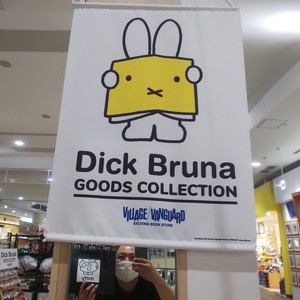 Dick Bruna
GOODS COLLECTION
VILLAGE/VANGUARD
EXCITING BOOK STORE